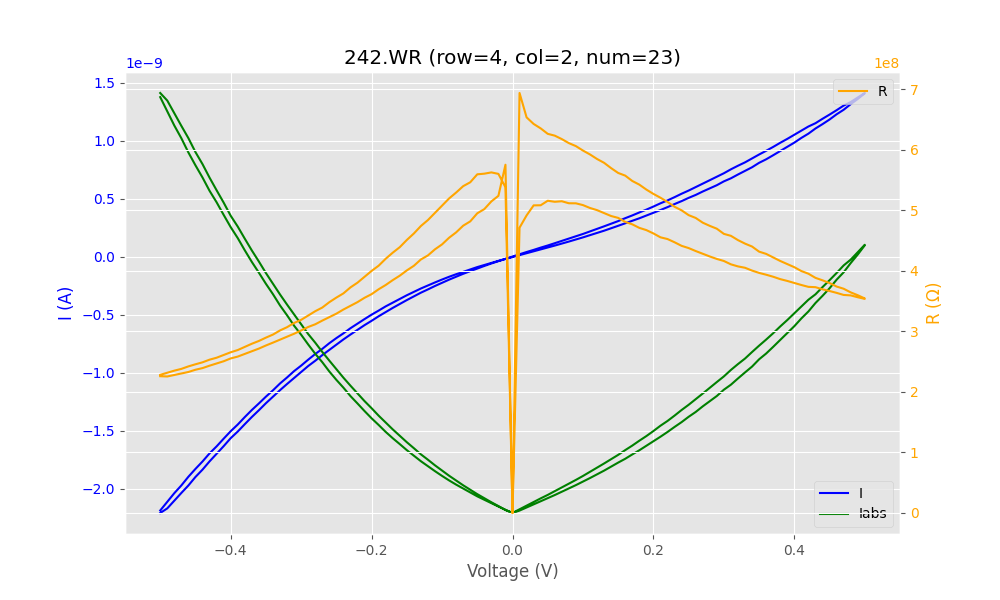 242.WR (row=4, col=2, num=23)
1e−9
1e8
1.5
1.0
0.5
0.0
−0.5
−1.0
−1.5
−2.0
I (A)
7
6
5
4
3
2
1
0
R (Ω)
R
I
Iabs
−0.4
−0.2
0.0
0.2
0.4
Voltage (V)